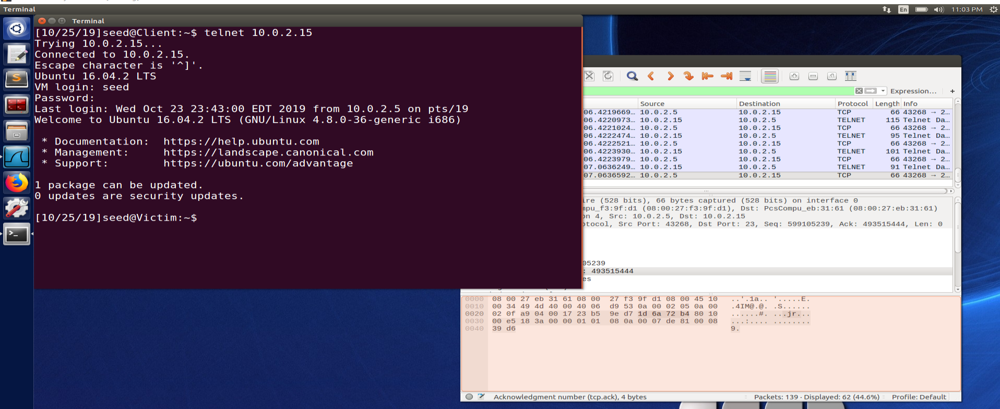 Terminal
En
11:03 PM
Terminal
[10/25/19]seed@Client:~$ telnet 10.0.2.15
Trying 10.0.2.15...
Connected to 10.0.2.15.
Escape character is '^]'.
Ubuntu 16.04.2 LTS
VM login: seed
Password:
Last login: Wed Oct 23 23:43:00 EDT 2019 from 10.0.2.5 on pts/19
Welcome to Ubuntu 16.04.2 LTS (GNU/Linux 4.8.0-36-generic i686)
* Documentation:  https://help.ubuntu.com
* Management:     https://landscape.canonical.com
* Support:        https://ubuntu.com/advantage
1 package can be updated.
0 updates are security updates.
[10/25/19]seed@Victim:~$
Expression... +
Source Destination Protocol Length Info
06.4219669… 10.0.2.5 10.0.2.15 TCP 66 43268 → 2…
06.4220973… 10.0.2.15 10.0.2.5 TELNET 115 Telnet Da…
06.4221024… 10.0.2.5 10.0.2.15 TCP 66 43268 → 2…
06.4222474… 10.0.2.15 10.0.2.5 TELNET 95 Telnet Da…
06.4222521… 10.0.2.5 10.0.2.15 TCP 66 43268 → 2…
06.4223930… 10.0.2.15 10.0.2.5 TELNET 101 Telnet Da…
06.4223979… 10.0.2.5 10.0.2.15 TCP 66 43268 → 2…
07.0636249… 10.0.2.15 10.0.2.5 TELNET 91 Telnet Da…
07.0636592… 10.0.2.5 10.0.2.15 TCP 66 43268 → 2…
ire (528 bits), 66 bytes captured (528 bits) on interface 0
mpu_f3:9f:d1 (08:00:27:f3:9f:d1), Dst: PcsCompu_eb:31:61 (08:00:27:eb:31:61)
on 4, Src: 10.0.2.5, Dst: 10.0.2.15
otocol, Src Port: 43268, Dst Port: 23, Seq: 599105239, Ack: 493515444, Len: 0
05239
: 493515444
es
0000 08 00 27 eb 31 61 08 00 27 f3 9f d1 08 00 45 10 ..'.1a.. '.....E.
0010 00 34 49 4d 40 00 40 06 d9 53 0a 00 02 05 0a 00 .4IM@.@. .S......
0020 02 0f a9 04 00 17 23 b5 9e d7 1d 6a 72 b4 80 10 ......#. ...jr...
0030 00 e5 18 3a 00 00 01 01 08 0a 00 07 de 81 00 08 ...:.... ........
0040 39 d6 9.
Acknowledgment number (tcp.ack), 4 bytes
Packets: 139 · Displayed: 62 (44.6%)
Profile: Default